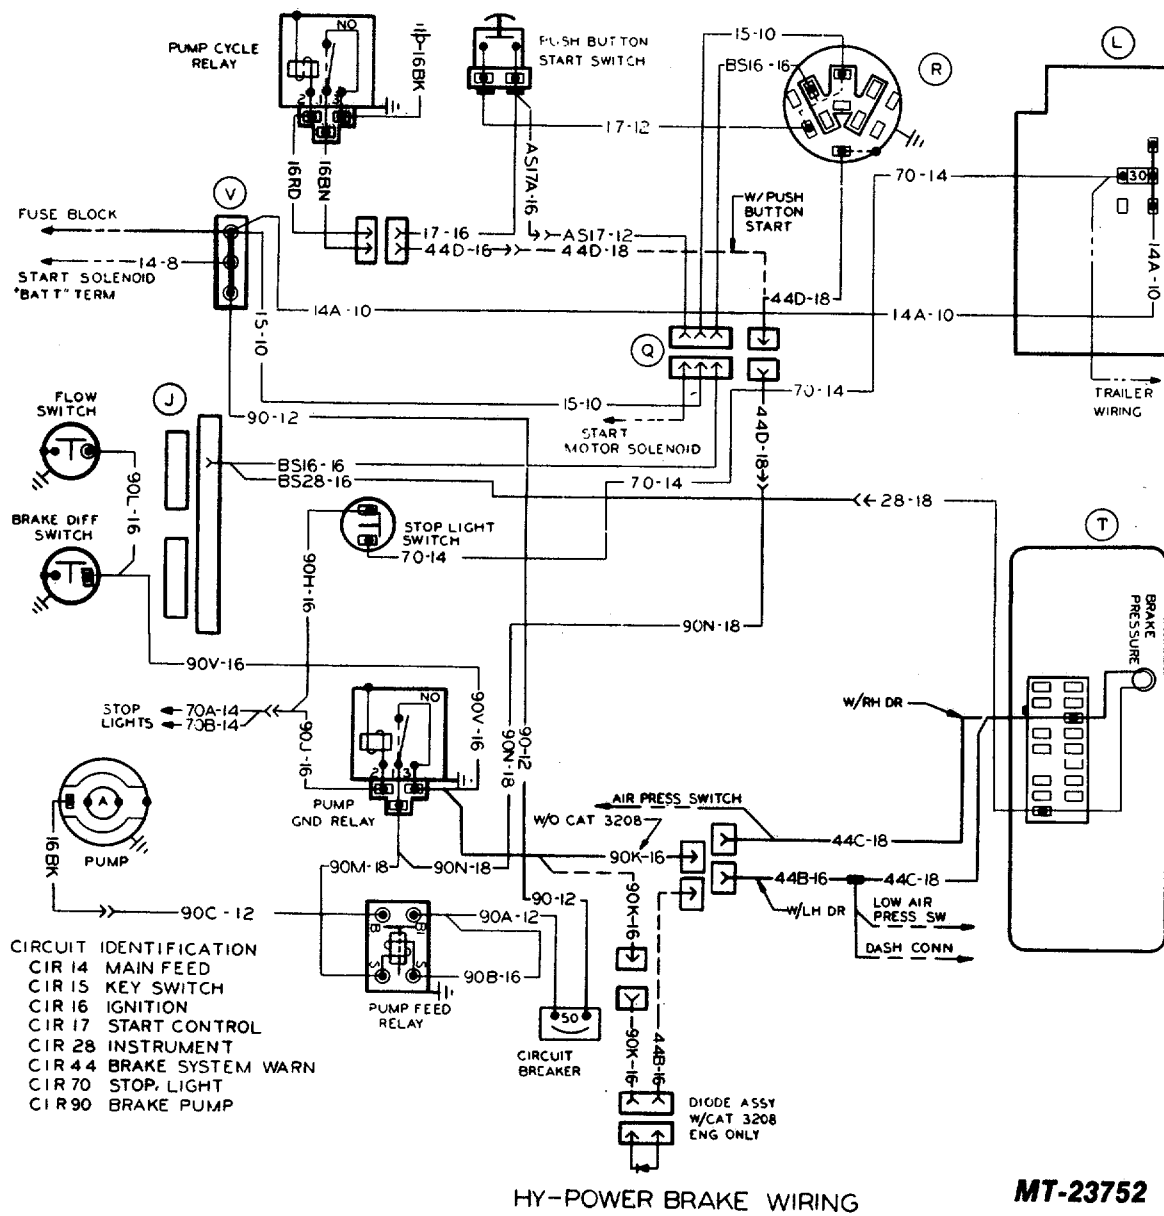 PUMP CYCLE
RELAY
NO
2
1
3
16BK
PUSH BUTTON
START SWITCH
15-10
BS16-16
R
L
17-12
16RD
16BN
AS17A-16
70-14
30
V
FUSE BLOCK
17-16
AS17-12
44D-16
44D-18
W/PUSH
BUTTON
START
14-8
START SOLENOID
"BATT" TERM
14A-10
44D-18
14A-10
14A-10
15-10
Q
70-14
TRAILER
WIRING
FLOW
SWITCH
J
15-10
90-12
START
MOTOR SOLENOID
44D-18
BS16-16
BS28-16
70-14
28-18
90L-16
BRAKE DIFF
SWITCH
STOP LIGHT
SWITCH
70-14
T
90H-16
90N-18
BRAKE
PRESSURE
90V-16
STOP
LIGHTS
70A-14
70B-14
90J-16
NO
2
1
3
90V-16
90N-18
90-12
W/RH DR
PUMP
GND RELAY
A
PUMP
16BK
AIR PRESS SWITCH
W/O CAT 3208
44C-18
90K-16
90M-18
90N-18
44B-16
44C-18
W/LH DR
LOW AIR
PRESS SW
DASH CONN
90C-12
90A-12
90-12
90K-16
B
B1
S
S
90B-16
PUMP FEED
RELAY
50
CIRCUIT
BREAKER
90K-16
44B-16
DIODE ASSY
W/CAT 3208
ENG ONLY
CIRCUIT IDENTIFICATION
CIR 14 MAIN FEED
CIR 15 KEY SWITCH
CIR 16 IGNITION
CIR 17 START CONTROL
CIR 28 INSTRUMENT
CIR 44 BRAKE SYSTEM WARN
CIR 70 STOP, LIGHT
CIR 90 BRAKE PUMP
HY-POWER BRAKE WIRING
MT-23752